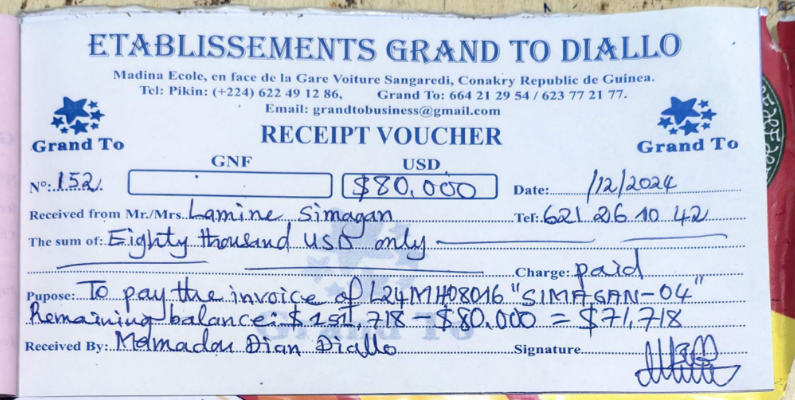 ETABLISSEMENTS GRAND TO DIALLO
Madina Ecole, en face de la Gare Voiture Sangaredi, Conakry Republic de Guinea.
Tel: Pikin: (+224) 622 49 12 86, Grand To: 664 21 29 54 / 623 77 21 77.
Email: grandtobusiness@gmail.com
Grand To RECEIPT VOUCHER Grand To
GNF USD
N°: 152 $80,000 Date: /12/2024
Received from Mr./Mrs. Lamine Simagan Tel: 621 26 10 42
The sum of: Eighty thousand USD only
Charge: paid
Pupose: To pay the invoice of L24MH08016 "SIMAGAN-04"
Remaining balance: $151,718 - $80,000 = $71,718
Received By: Mamadou Dian Diallo Signature